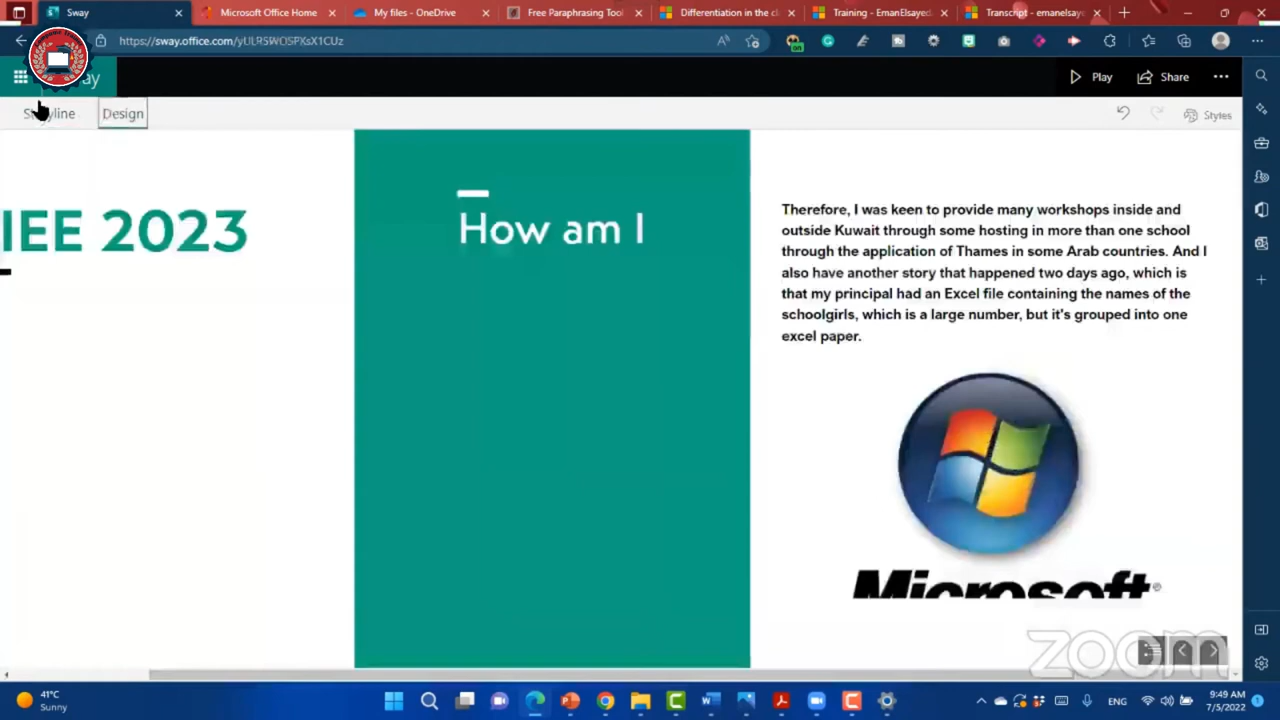 Sway
Microsoft Office Home
My files - OneDrive
Free Paraphrasing Tool
Differentiation in the cl
Training - EmanElsayed
Transcript - emanelsaye
https://sway.office.com/yULRSWOSPXsX1CUz
Play
Share
Storyline
Design
Styles
IEE 2023
How am I
Therefore, I was keen to provide many workshops inside and
outside Kuwait through some hosting in more than one school
through the application of Thames in some Arab countries. And I
also have another story that happened two days ago, which is
that my principal had an Excel file containing the names of the
schoolgirls, which is a large number, but it's grouped into one
excel paper.
Microsoft®
zoom
41°C
Sunny
ENG
9:49 AM
7/5/2022